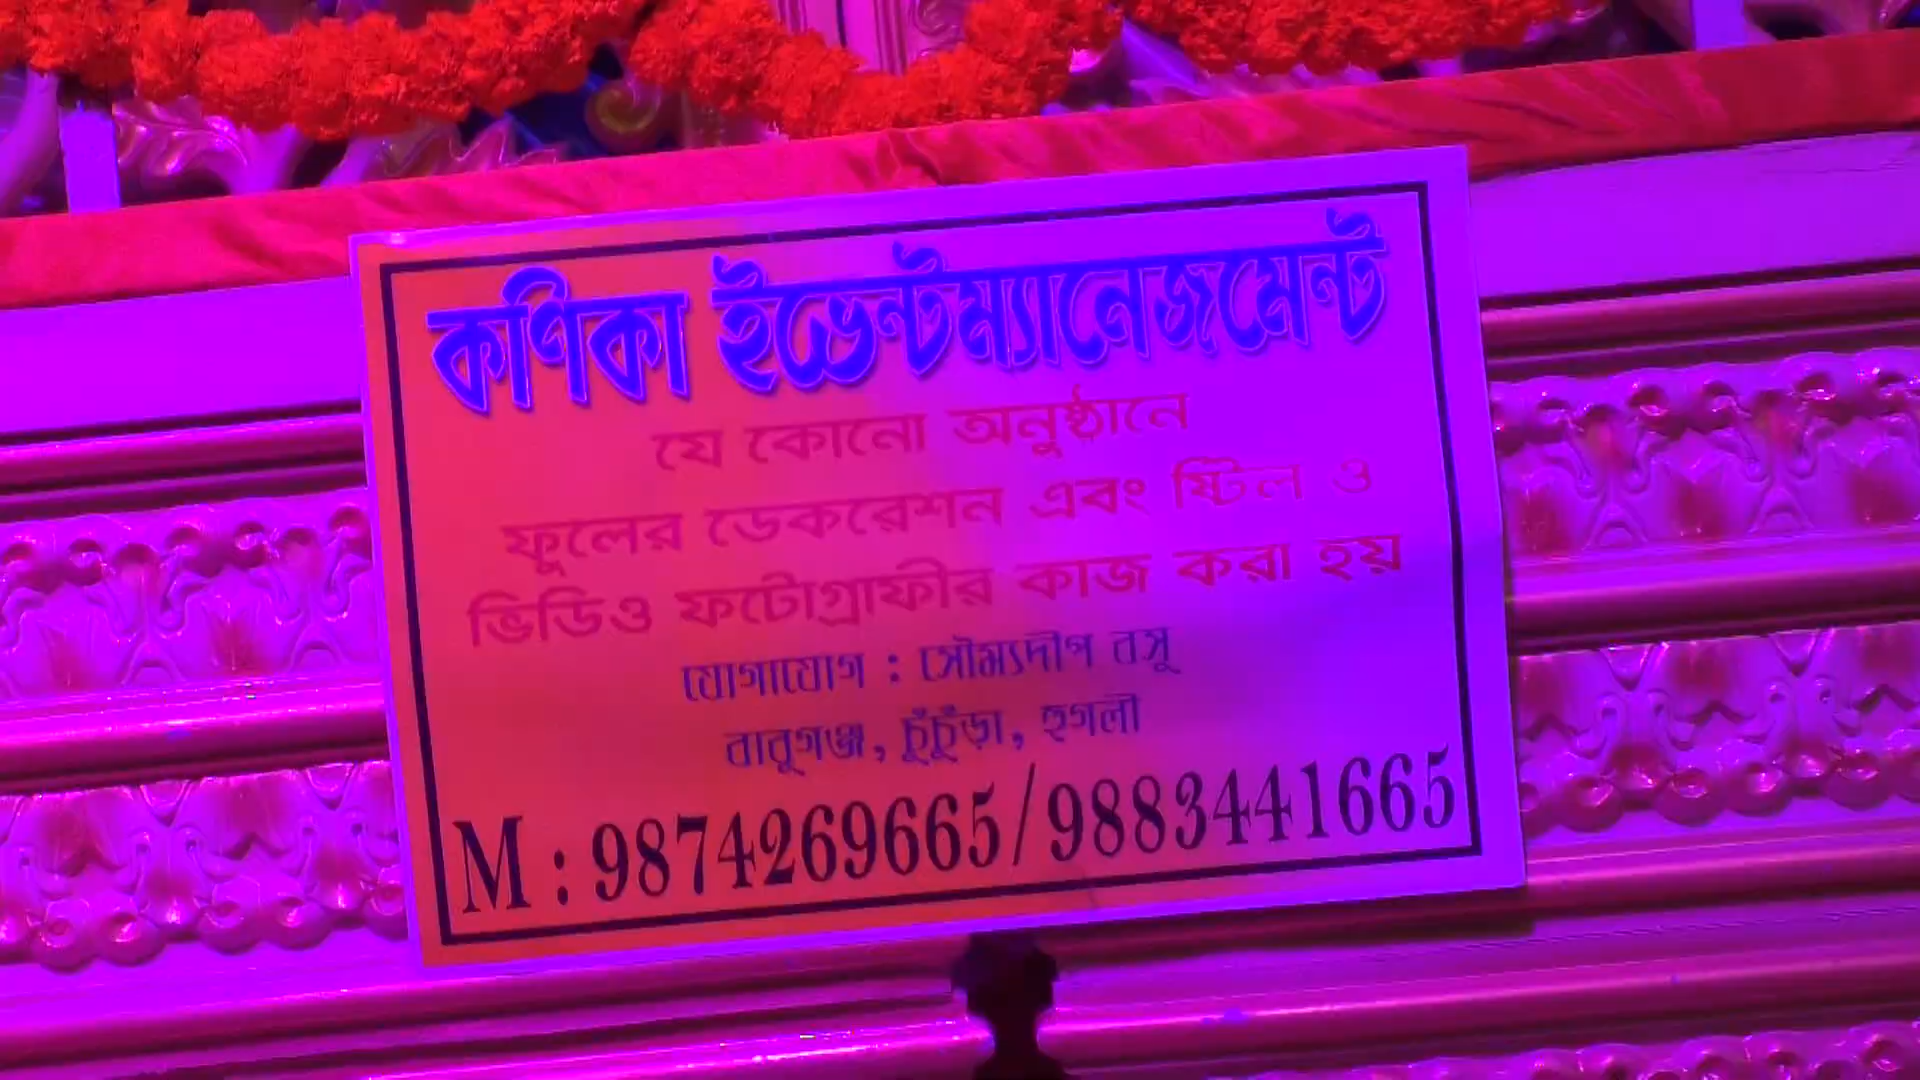 কণিকা ইভেন্টম্যানেজমেন্ট
যে কোনো অনুষ্ঠানে
ফুলের ডেকরেশন এবং ষ্টিল ও
ভিডিও ফটোগ্রাফীর কাজ করা হয়
যোগাযোগ : সৌম্যদীপ বসু
বাবুগঞ্জ, চুঁচুঁড়া, হুগলী
M : 9874269665/9883441665